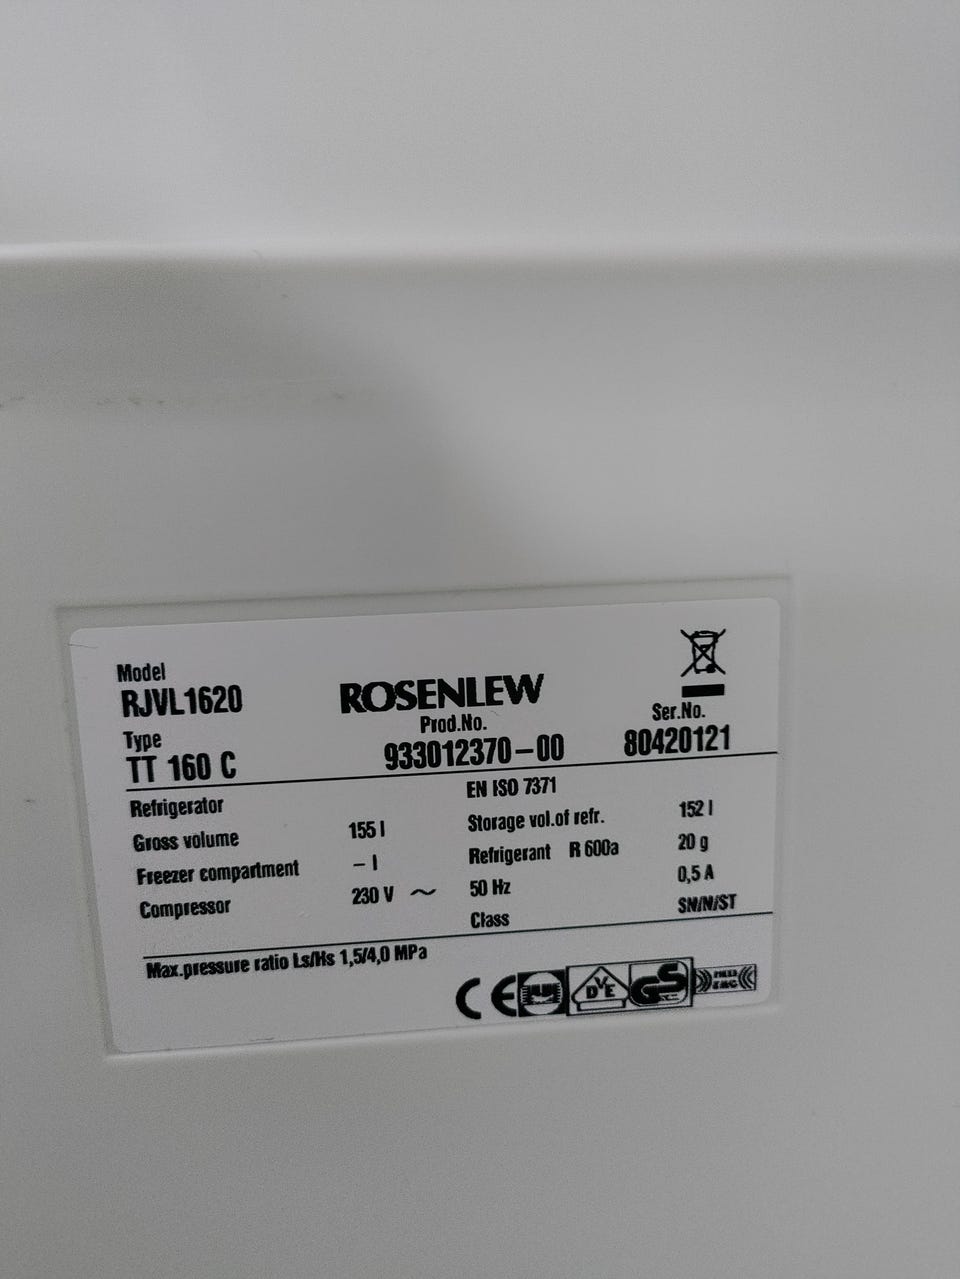 Model
RJVL1620
ROSENLEW
Type
Prod.No.
Ser.No.
TT 160 C
933012370-00
80420121
Refrigerator
EN ISO 7371
Gross volume 155 l
Storage vol.of refr. 152 l
Freezer compartment - l
Refrigerant R 600a 20 g
Compressor 230 V ~
50 Hz 0,5 A
Class SN/N/ST
Max.pressure ratio Ls/Hs 1,5/4,0 MPa
CE DVE GS